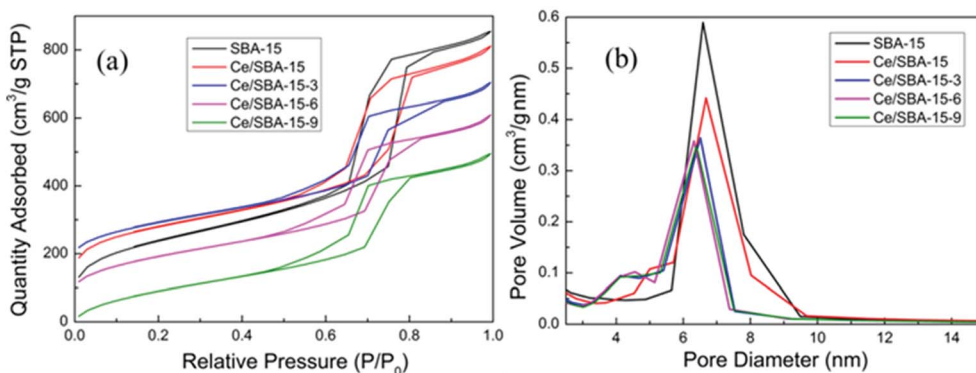 (a)
SBA-15
Ce/SBA-15
Ce/SBA-15-3
Ce/SBA-15-6
Ce/SBA-15-9
Quantity Adsorbed (cm³/g STP)
800
600
400
200
0
0.0 0.2 0.4 0.6 0.8 1.0
Relative Pressure (P/P₀)
(b)
SBA-15
Ce/SBA-15
Ce/SBA-15-3
Ce/SBA-15-6
Ce/SBA-15-9
Pore Volume (cm³/gnm)
0.6
0.5
0.4
0.3
0.2
0.1
0.0
4 6 8 10 12 14
Pore Diameter (nm)